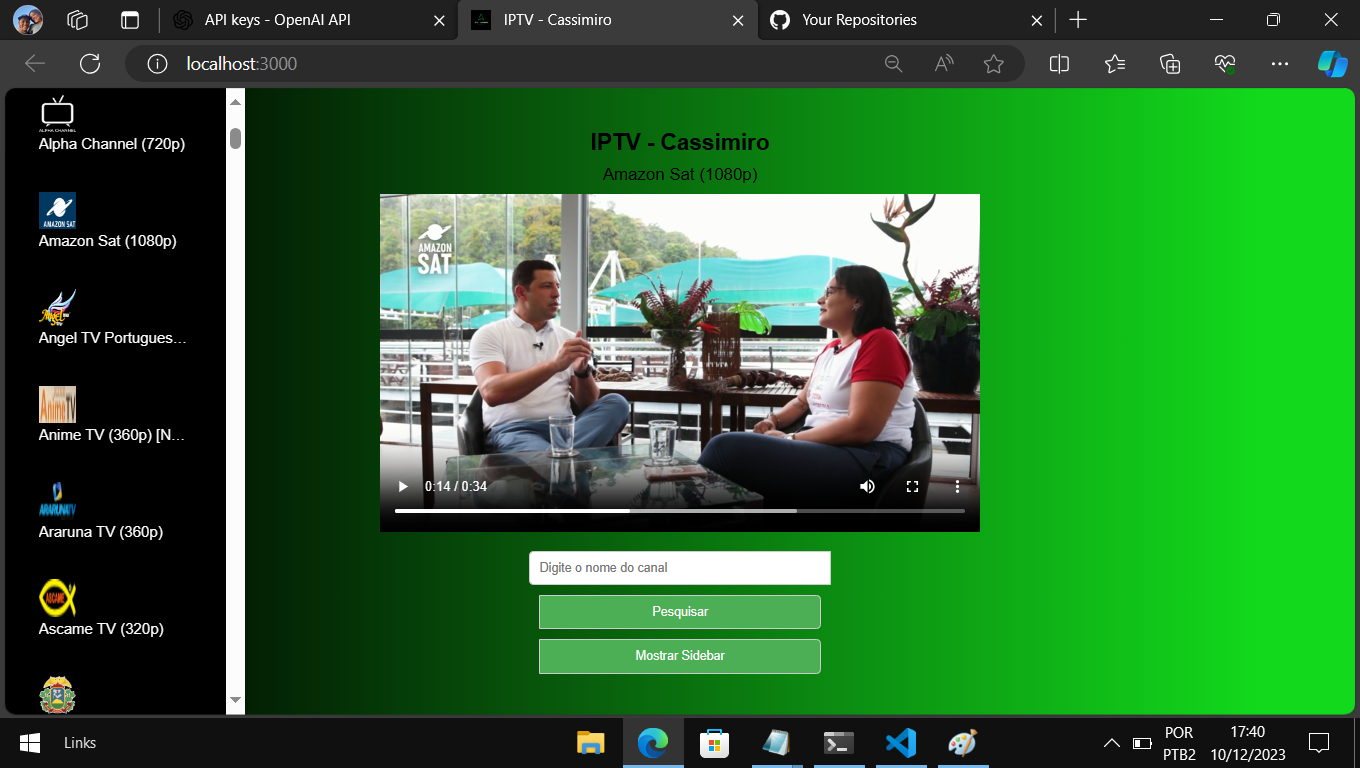 API keys - OpenAI API
IPTV - Cassimiro
Your Repositories
localhost:3000
ALPHA CHANNEL
Alpha Channel (720p)
AMAZON SAT
Amazon Sat (1080p)
Angel TV Portugues...
AnimeTV
Anime TV (360p) [N...
ARARUNATV
Araruna TV (360p)
ASCAME
Ascame TV (320p)
IPTV - Cassimiro
Amazon Sat (1080p)
AMAZON
SAT
0:14 / 0:34
Digite o nome do canal
Pesquisar
Mostrar Sidebar
Links
POR
PTB2
17:40
10/12/2023